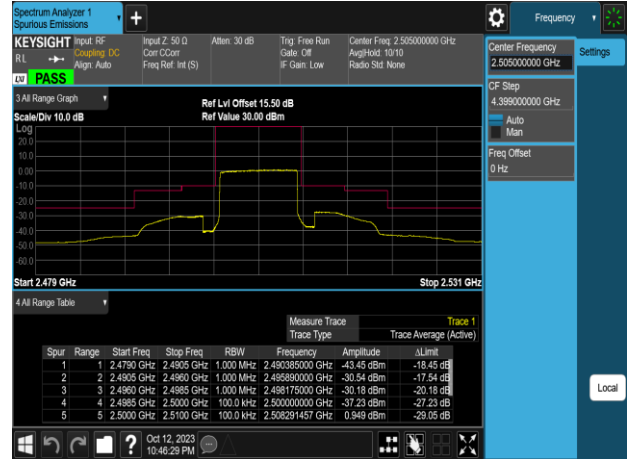 Spectrum Analyzer 1
Spurious Emissions
Frequency
KEYSIGHT Input: RF Input Z: 50 Ω Atten: 30 dB Trig: Free Run Center Freq: 2.505000000 GHz
RL Coupling: DC Corr CCorr Gate: Off Avg|Hold: 10/10
Align: Auto Freq Ref: Int (S) IF Gain: Low Radio Std: None
LXI PASS
Center Frequency
2.505000000 GHz
Settings
CF Step
4.399000000 GHz
Auto
Man
Freq Offset
0 Hz
3 All Range Graph
Ref Lvl Offset 15.50 dB
Scale/Div 10.0 dB Ref Value 30.00 dBm
Log
20.0
10.0
0.00
-10.0
-20.0
-30.0
-40.0
-50.0
-60.0
Start 2.479 GHz Stop 2.531 GHz
4 All Range Table
Measure Trace Trace 1
Trace Type Trace Average (Active)
Spur Range Start Freq Stop Freq RBW Frequency Amplitude ΔLimit
1 1 2.4790 GHz 2.4905 GHz 1.000 MHz 2.490385000 GHz -43.45 dBm -18.45 dB
2 2 2.4905 GHz 2.4960 GHz 1.000 MHz 2.495890000 GHz -30.54 dBm -17.54 dB
3 3 2.4960 GHz 2.4985 GHz 1.000 MHz 2.498175000 GHz -30.18 dBm -20.18 dB
4 4 2.4985 GHz 2.5000 GHz 100.0 kHz 2.500000000 GHz -37.23 dBm -27.23 dB
5 5 2.5000 GHz 2.5100 GHz 100.0 kHz 2.508291457 GHz 0.949 dBm -29.05 dB
Local
Oct 12, 2023
10:46:29 PM